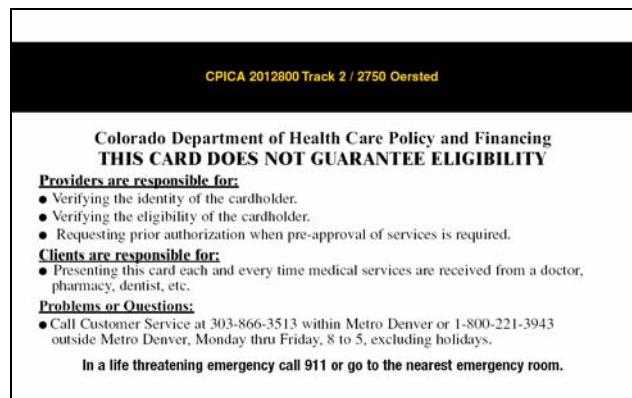 CPICA 2012800 Track 2 / 2750 Oersted
Colorado Department of Health Care Policy and Financing
THIS CARD DOES NOT GUARANTEE ELIGIBILITY
Providers are responsible for:
● Verifying the identity of the cardholder.
● Verifying the eligibility of the cardholder.
● Requesting prior authorization when pre-approval of services is required.
Clients are responsible for:
● Presenting this card each and every time medical services are received from a doctor,
pharmacy, dentist, etc.
Problems or Questions:
● Call Customer Service at 303-866-3513 within Metro Denver or 1-800-221-3943
outside Metro Denver, Monday thru Friday, 8 to 5, excluding holidays.
In a life threatening emergency call 911 or go to the nearest emergency room.